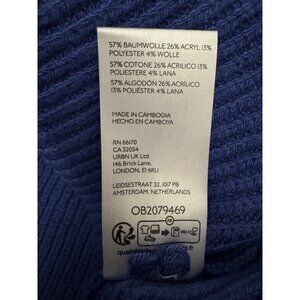 57% BAUMWOLLE 26% ACRYL 13%
POLYESTER 4% WOLLE
57% COTONE 26% ACRILICO 13%
POLIESTERE 4% LANA
57% ALGODÓN 26% ACRÍLICO
13% POLIÉSTER 4% LANA
MADE IN CAMBODIA
HECHO EN CAMBOYA
RN 66170
CA 32054
URBN UK Ltd.
146 Brick Lane.
LONDON, E1 6RU
LEIDSESTRAAT 32, 1017 PB
AMSTERDAM, NETHERLANDS
OB2079469
FR
OU